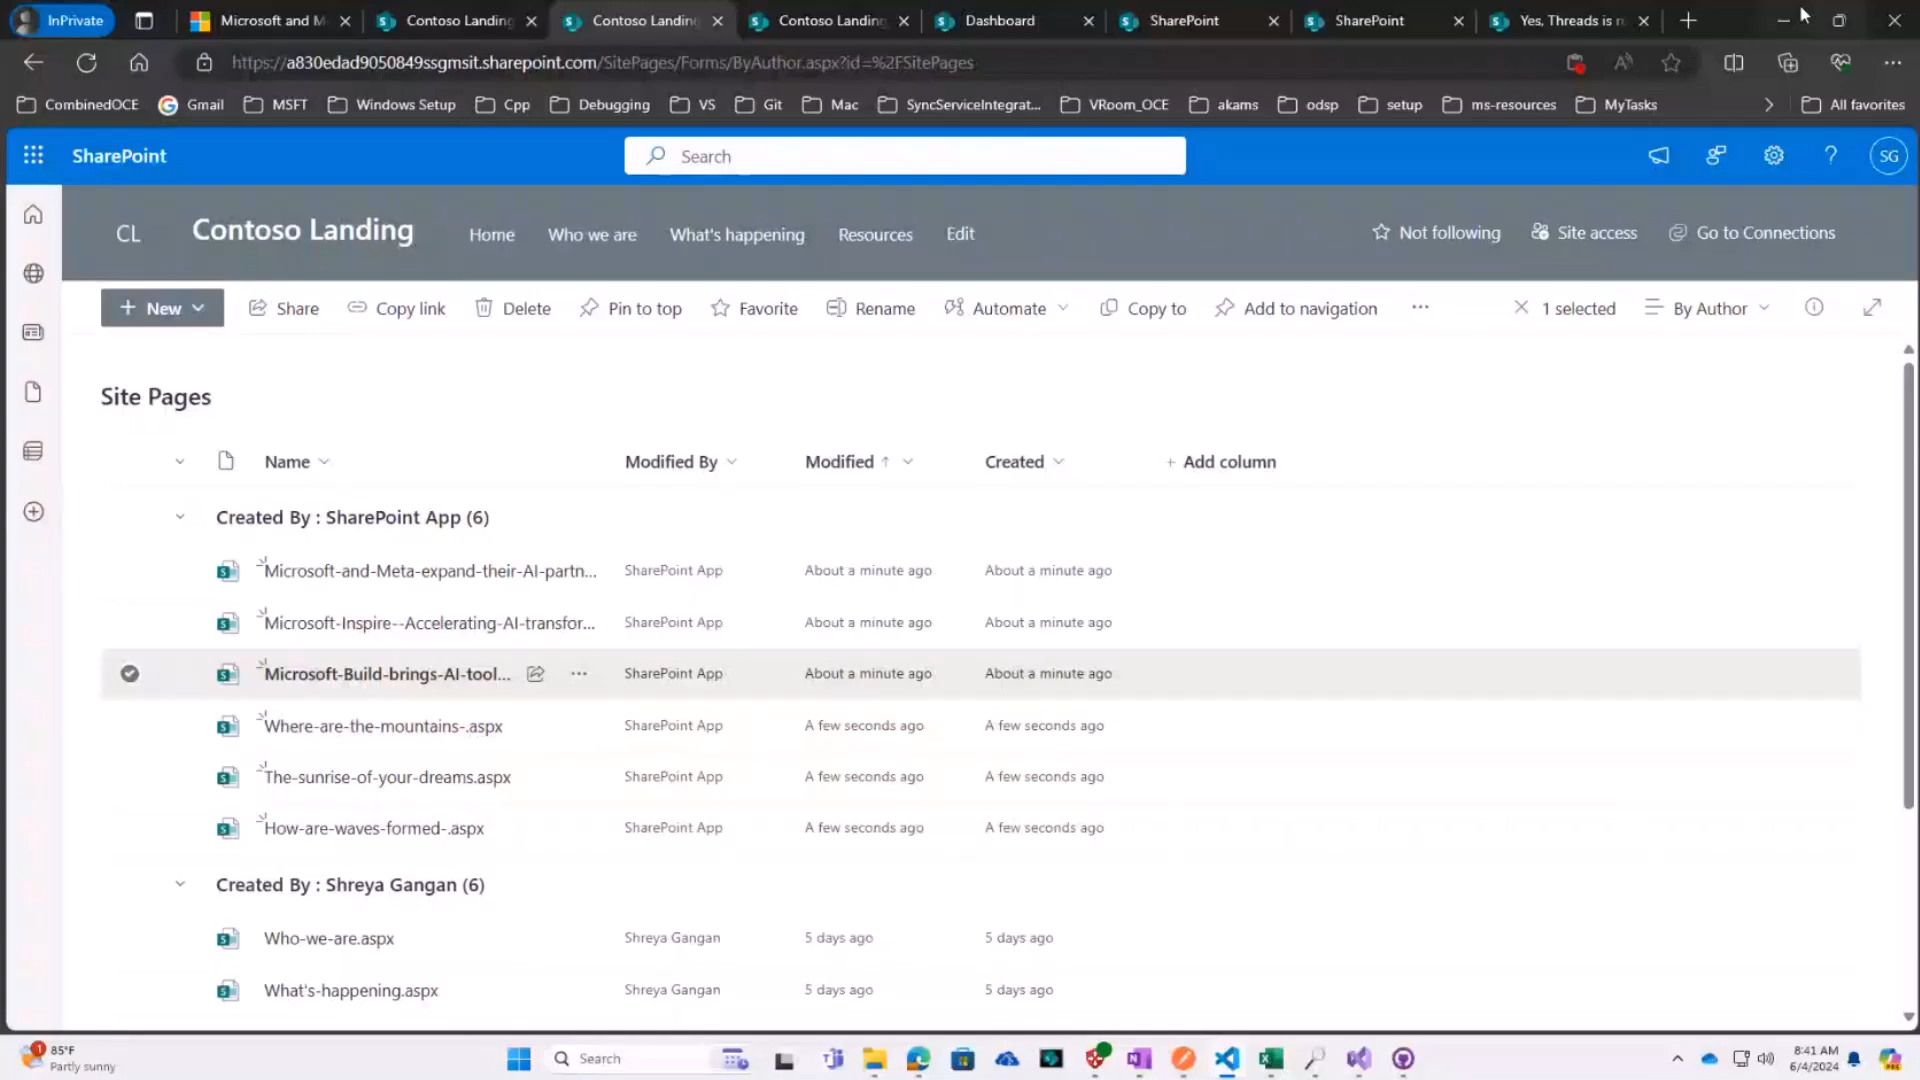 InPrivate Microsoft and M Contoso Landing Contoso Landing Contoso Landing Dashboard SharePoint SharePoint Yes, Threads is r
https://a830edad9050849ssgmsit.sharepoint.com/SitePages/Forms/ByAuthor.aspx?id=%2FSitePages
CombinedOCE Gmail MSFT Windows Setup Cpp Debugging VS Git Mac SyncServiceIntegrat... VRoom_OCE akams odsp setup ms-resources MyTasks All favorites
SharePoint Search SG
CL Contoso Landing Home Who we are What's happening Resources Edit Not following Site access Go to Connections
+ New Share Copy link Delete Pin to top Favorite Rename Automate Copy to Add to navigation ... 1 selected By Author
Site Pages
Name Modified By Modified ↑ Created + Add column
Created By : SharePoint App (6)
Microsoft-and-Meta-expand-their-AI-partn... SharePoint App About a minute ago About a minute ago
Microsoft-Inspire--Accelerating-AI-transfor... SharePoint App About a minute ago About a minute ago
Microsoft-Build-brings-AI-tool... ... SharePoint App About a minute ago About a minute ago
Where-are-the-mountains-.aspx SharePoint App A few seconds ago A few seconds ago
The-sunrise-of-your-dreams.aspx SharePoint App A few seconds ago A few seconds ago
How-are-waves-formed-.aspx SharePoint App A few seconds ago A few seconds ago
Created By : Shreya Gangan (6)
Who-we-are.aspx Shreya Gangan 5 days ago 5 days ago
What's-happening.aspx Shreya Gangan 5 days ago 5 days ago
1 85°F Search 8:41 AM
Partly sunny 6/4/2024